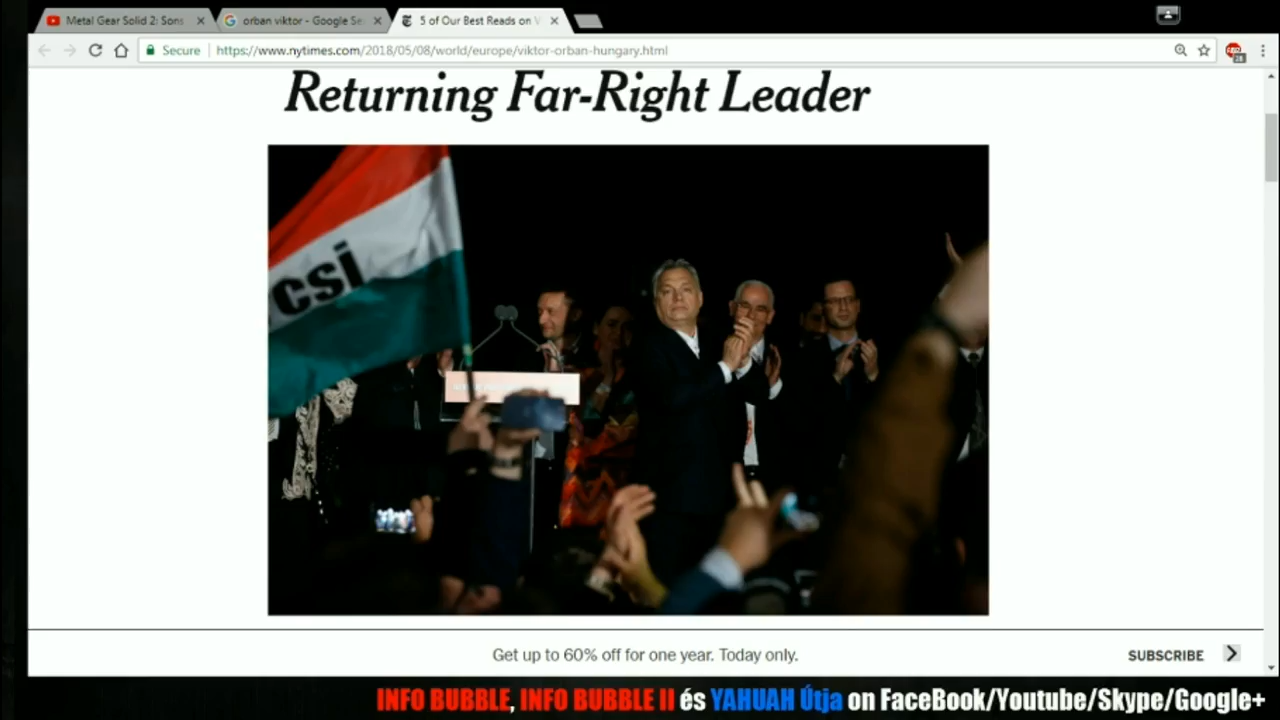 Metal Gear Solid 2: Sons
orban viktor - Google Se
5 of Our Best Reads on V
Secure
https://www.nytimes.com/2018/05/08/world/europe/viktor-orban-hungary.html
Returning Far-Right Leader
csi
Get up to 60% off for one year. Today only.
SUBSCRIBE
INFO BUBBLE, INFO BUBBLE II és YAHUAH Útja on FaceBook/Youtube/Skype/Google+